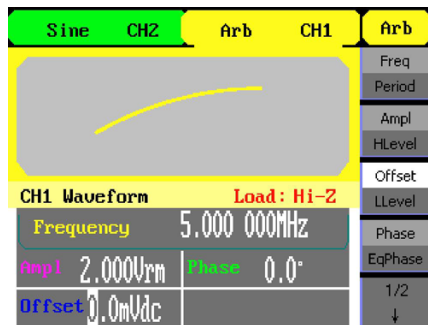 Sine CH2 Arb CH1 Arb
Freq
Period
Ampl
HLevel
Offset
LLevel
CH1 Waveform Load: Hi-Z
Phase
EqPhase
Frequency 5.000 000MHz
Ampl 2.000Vrm Phase 0.0°
Offset 0.0mVdc
1/2
↓